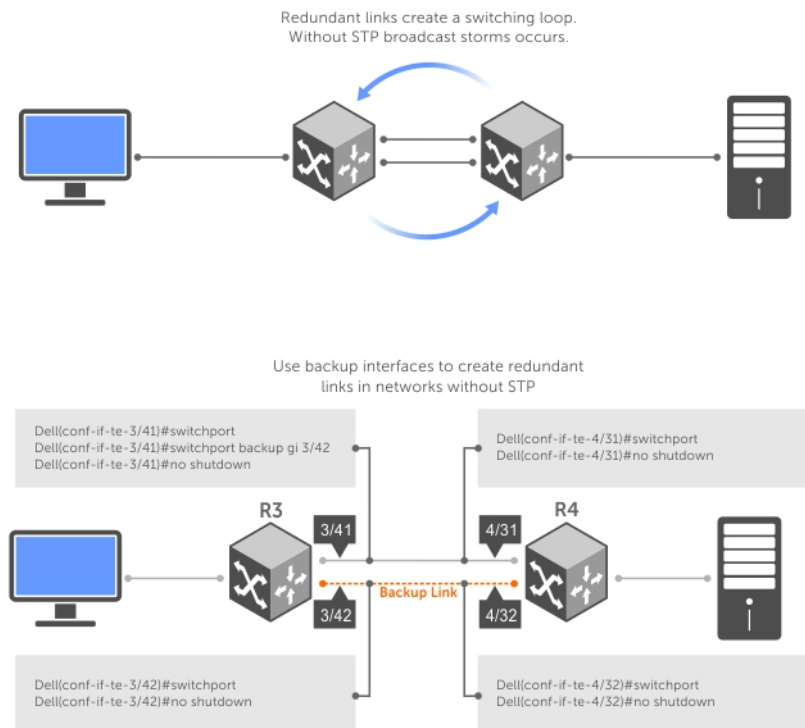 Redundant links create a switching loop.
Without STP broadcast storms occurs.
Use backup interfaces to create redundant
links in networks without STP
Dell(conf-if-te-3/41)#switchport
Dell(conf-if-te-3/41)#switchport backup gi 3/42
Dell(conf-if-te-3/41)#no shutdown
Dell(conf-if-te-4/31)#switchport
Dell(conf-if-te-4/31)#no shutdown
R3
R4
3/41
4/31
Backup Link
3/42
4/32
Dell(conf-if-te-3/42)#switchport
Dell(conf-if-te-3/42)#no shutdown
Dell(conf-if-te-4/32)#switchport
Dell(conf-if-te-4/32)#no shutdown